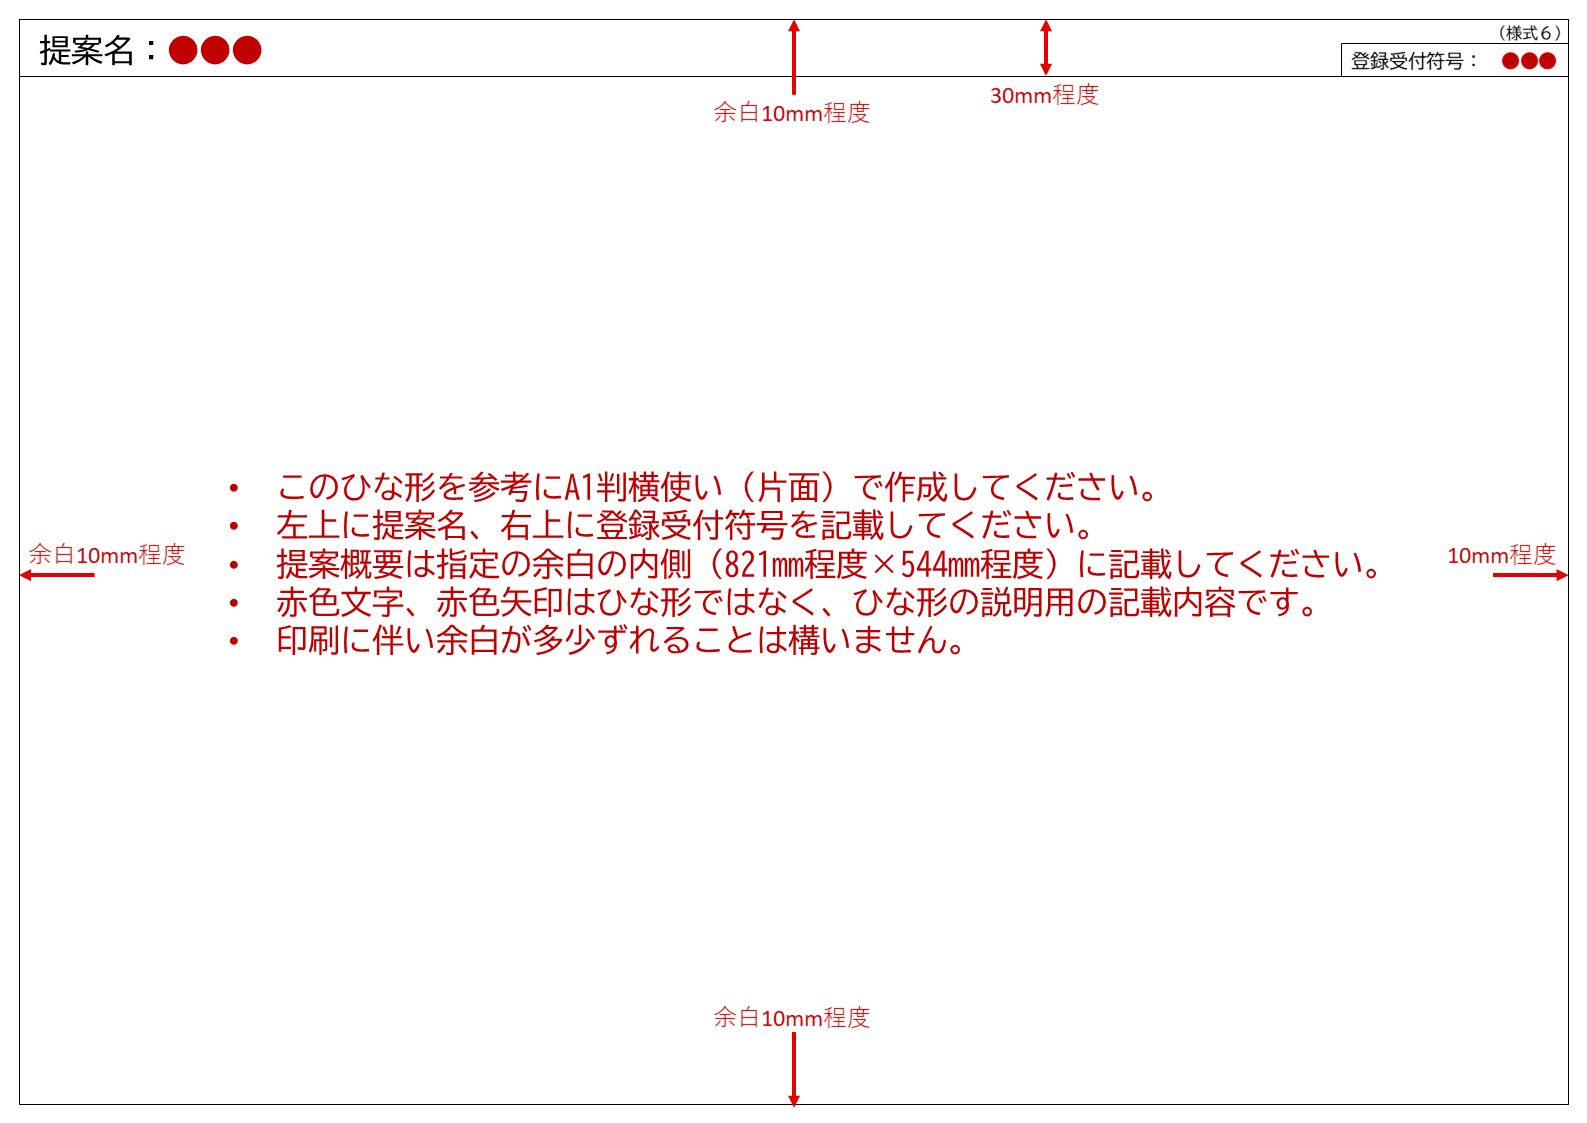 （様式６）
提案名：●●●
登録受付符号： ●●●
30mm程度
余白10mm程度
• このひな形を参考にA1判横使い（片面）で作成してください。
• 左上に提案名、右上に登録受付符号を記載してください。
余白10mm程度
10mm程度
• 提案概要は指定の余白の内側（821㎜程度×544㎜程度）に記載してください。
• 赤色文字、赤色矢印はひな形ではなく、ひな形の説明用の記載内容です。
• 印刷に伴い余白が多少ずれることは構いません。
余白10mm程度